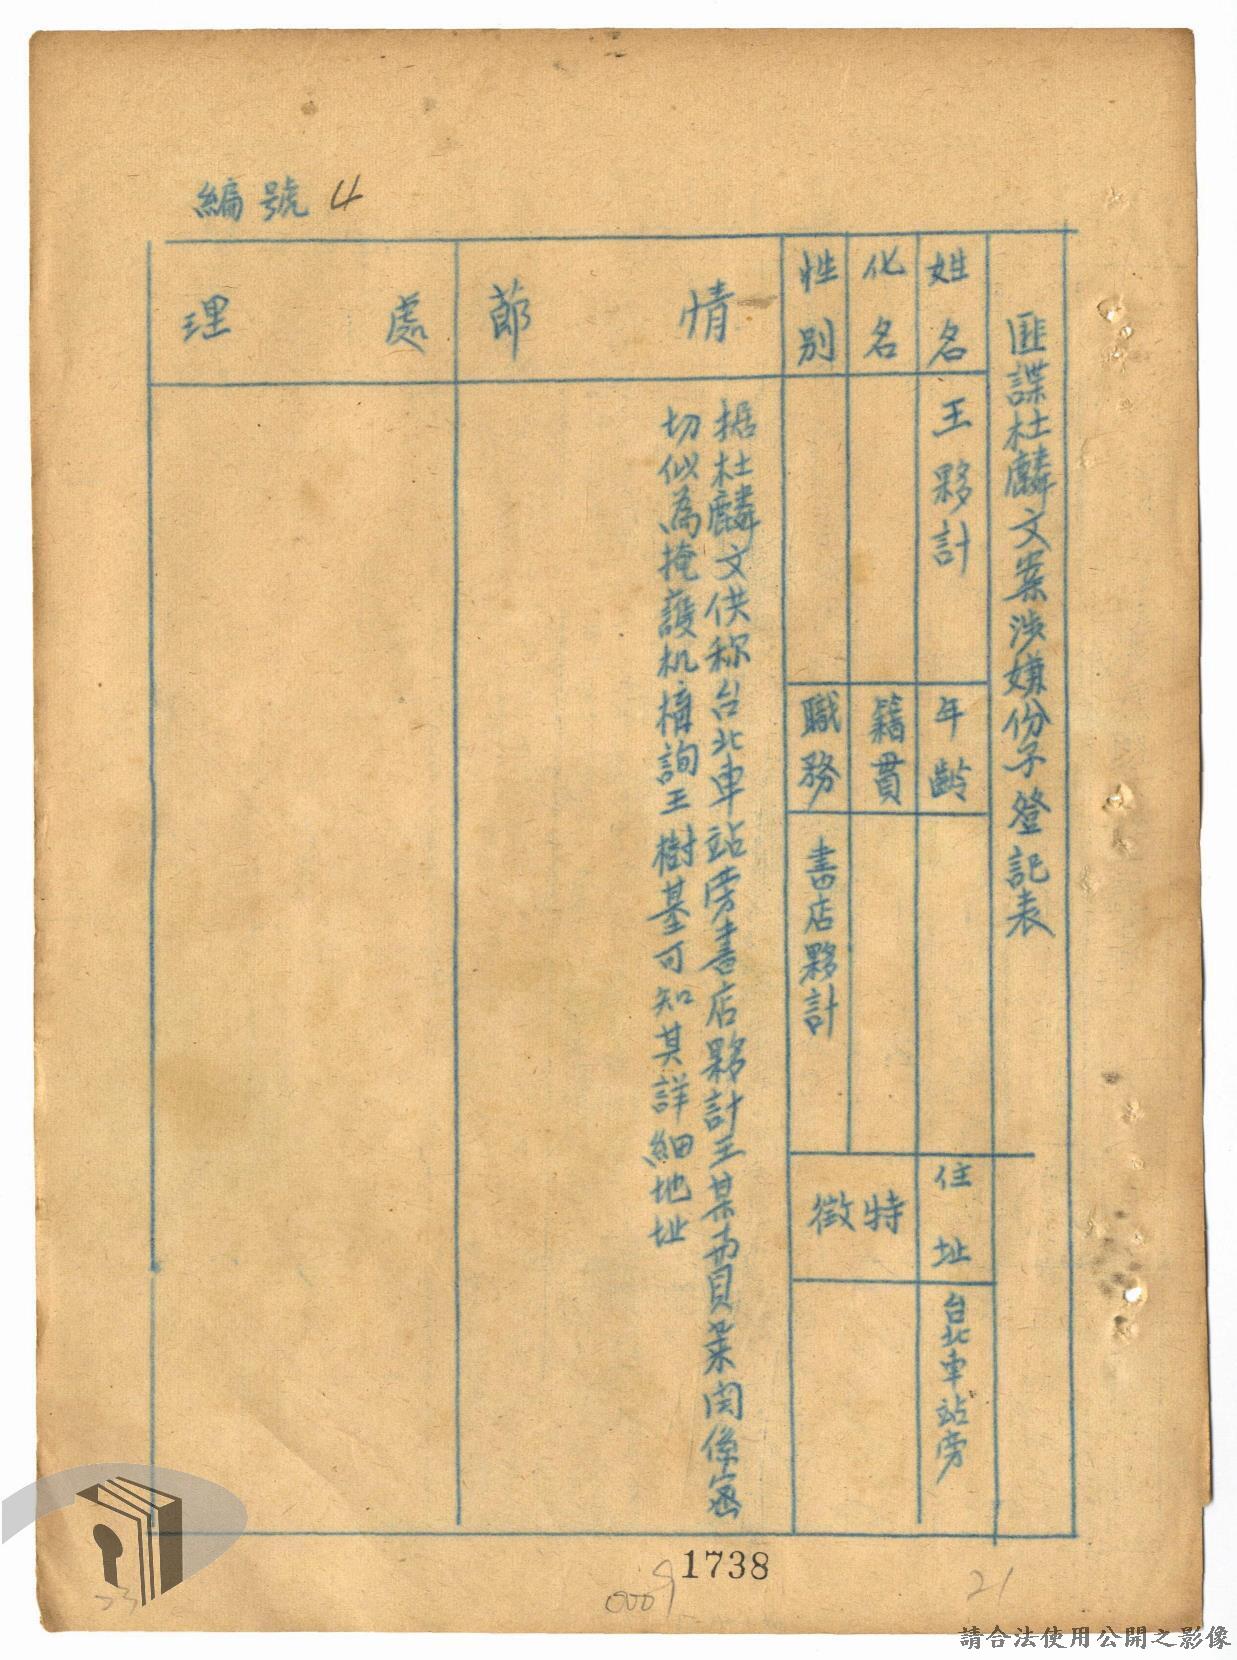 編號 4
匪諜杜麟文案涉嫌份子登記表
姓名
王夥計
年齡
住址
台北車站旁
化名
籍貫
特徵
性別
職務
書店夥計
情節
据杜麟文供称台北車站旁書店夥計王某
関係密
切似為掩護机構詢王樹基可知其詳細地址
處理
1738
0009
21
23
請合法使用公開之影像